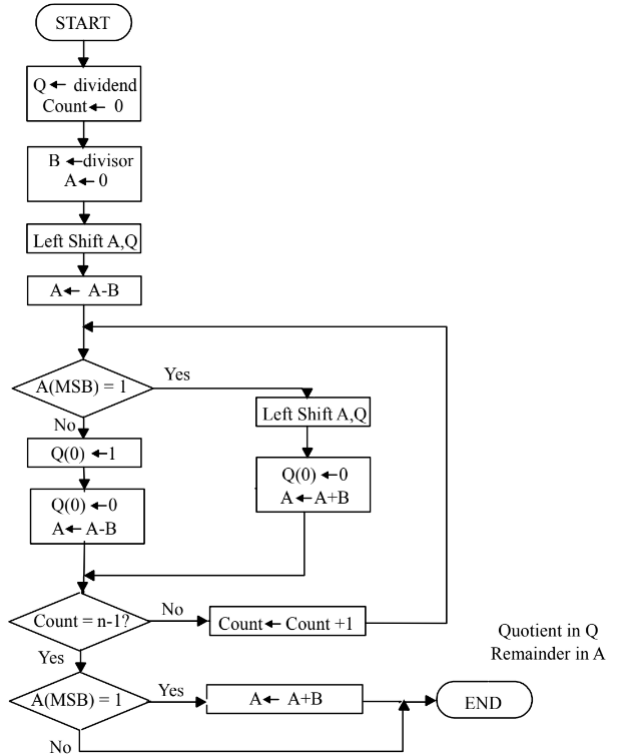 START
Q ← dividend
Count ← 0
B ← divisor
A ← 0
Left Shift A,Q
A ← A-B
A(MSB) = 1
Yes
No
Left Shift A,Q
Q(0) ← 1
Q(0) ← 0
A ← A+B
Q(0) ← 0
A ← A-B
Count = n-1?
No
Count ← Count +1
Yes
Quotient in Q
Remainder in A
A(MSB) = 1
Yes
A ← A+B
END
No